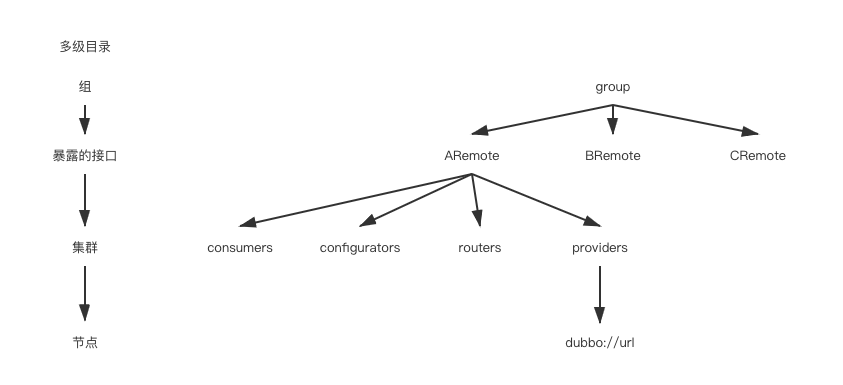 多级目录
组
group
暴露的接口
ARemote
BRemote
CRemote
集群
consumers
configurators
routers
providers
节点
dubbo://url